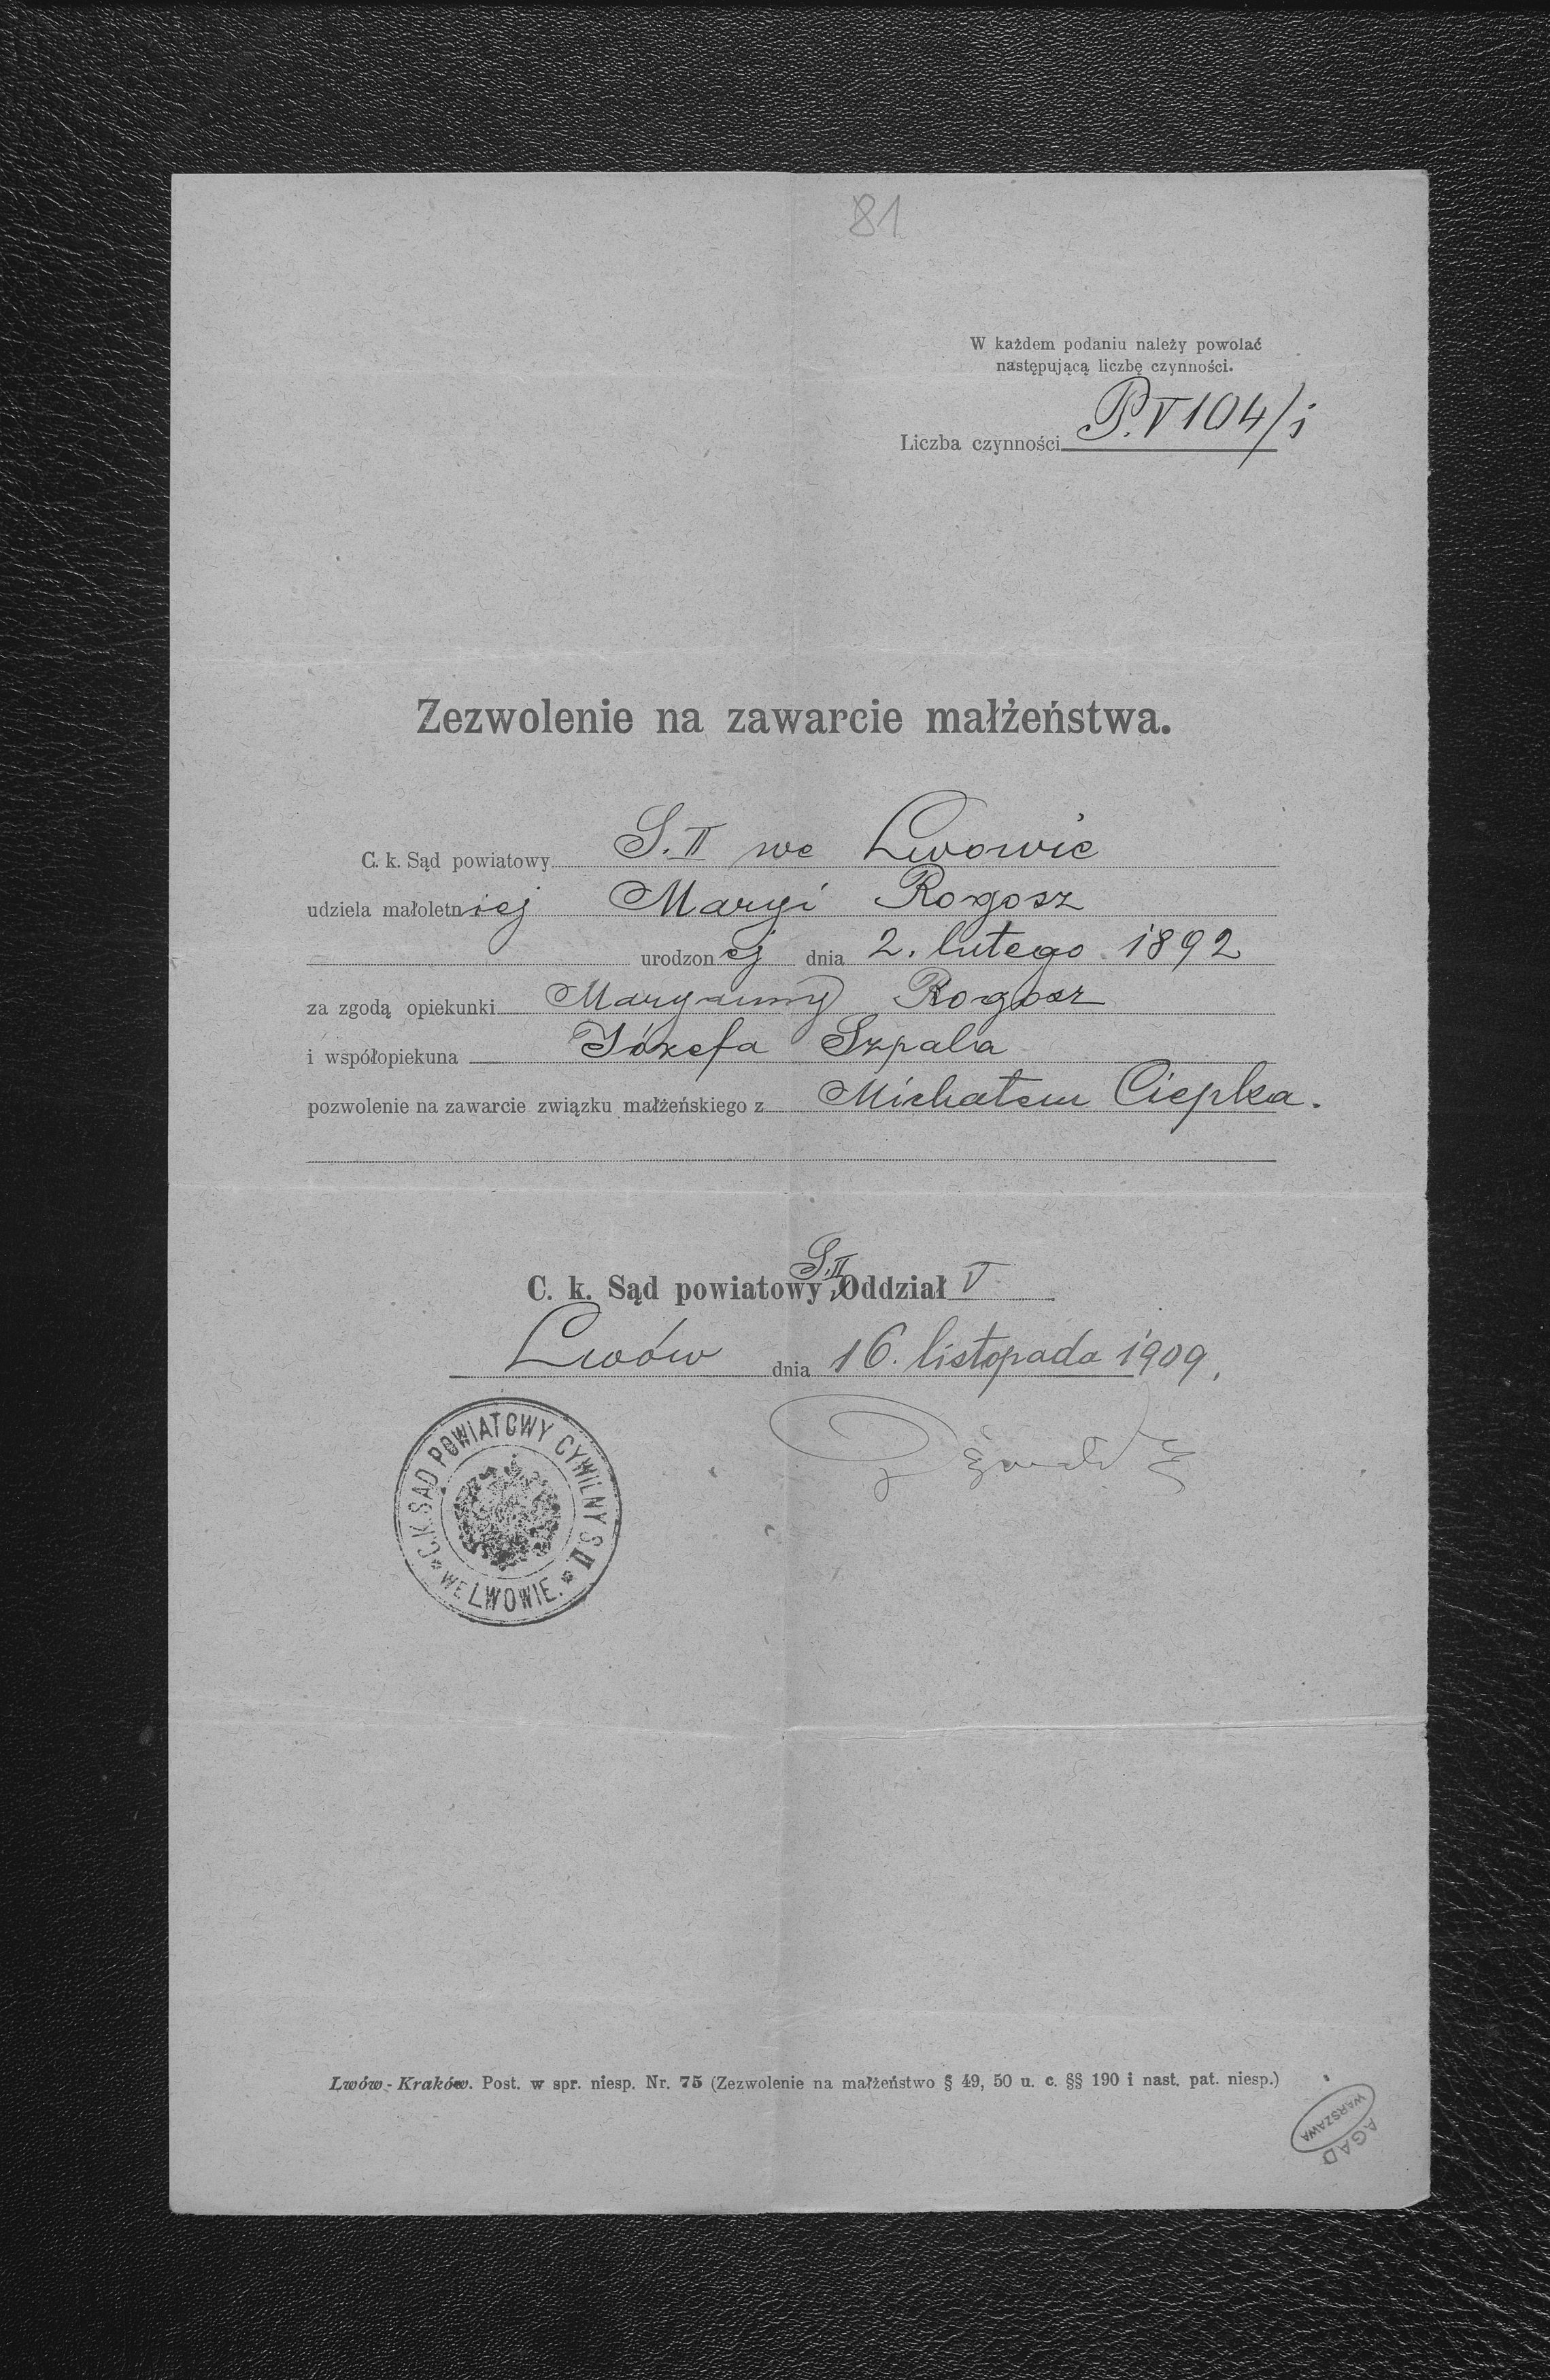 81
W każdem podaniu należy powołać
następującą liczbę czynności.
Liczba czynności P. V 104/
Zezwolenie na zawarcie małżeństwa.
C. k. Sąd powiatowy S. II we Lwowie
udziela małoletniej Maryi Rogosz
urodzonej dnia 2. lutego 1892
za zgodą opiekunki Maryanny Rogosz
i współopiekuna Józefa Szpala
pozwolenie na zawarcie związku małżeńskiego z Michałem Ciepka.
S. II
C. k. Sąd powiatowy Oddział V
Lwów dnia 16. listopada 1909.
C. K. SĄD POWIATOWY CYWILNY S. II
* WE LWOWIE. *
Lwów - Kraków. Post. w spr. niesp. Nr. 75 (Zezwolenie na małżeństwo § 49, 50 u. c. §§ 190 i nast. pat. niesp.)
AGAD
WARSZAWA